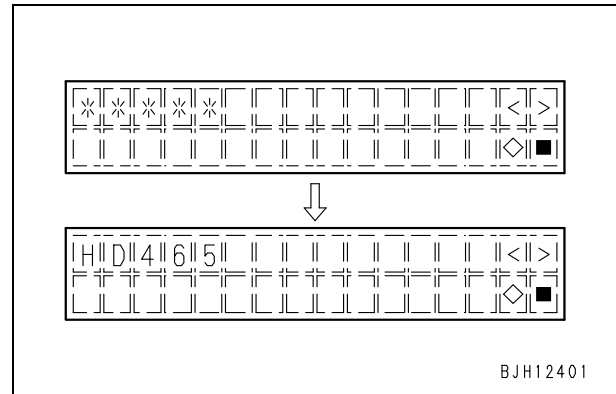 ***** < >
◇ ■
HD465 < >
◇ ■
BJH12401